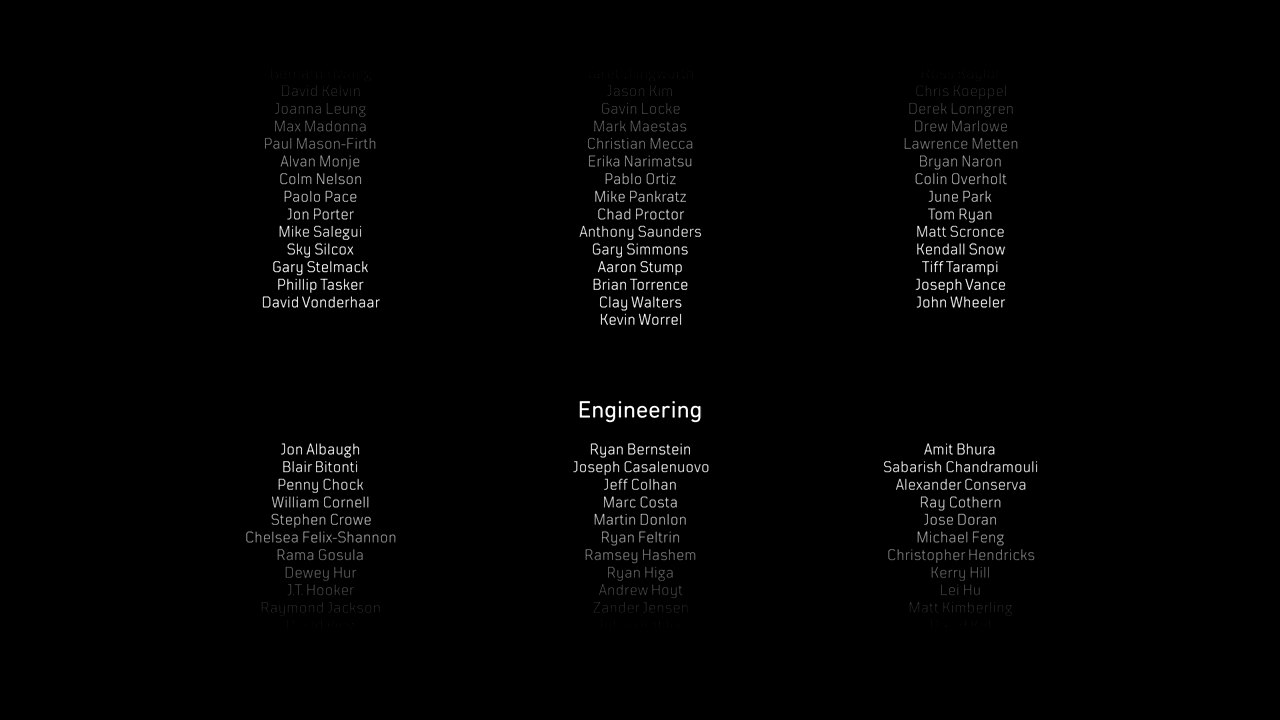 David Kelvin Jason Kim Chris Koeppel
Joanna Leung Gavin Locke Derek Lonngren
Max Madonna Mark Maestas Drew Marlowe
Paul Mason-Firth Christian Mecca Lawrence Metten
Alvan Monje Erika Narimatsu Bryan Naron
Colm Nelson Pablo Ortiz Colin Overholt
Paolo Pace Mike Pankratz June Park
Jon Porter Chad Proctor Tom Ryan
Mike Salegui Anthony Saunders Matt Scronce
Sky Silcox Gary Simmons Kendall Snow
Gary Stelmack Aaron Stump Tiff Tarampi
Phillip Tasker Brian Torrence Joseph Vance
David Vonderhaar Clay Walters John Wheeler
Kevin Worrel
Engineering
Jon Albaugh Ryan Bernstein Amit Bhura
Blair Bitonti Joseph Casalenuovo Sabarish Chandramouli
Penny Chock Jeff Colhan Alexander Conserva
William Cornell Marc Costa Ray Cothern
Stephen Crowe Martin Donlon Jose Doran
Chelsea Felix-Shannon Ryan Feltrin Michael Feng
Rama Gosula Ramsey Hashem Christopher Hendricks
Dewey Hur Ryan Higa Kerry Hill
J.T. Hooker Andrew Hoyt Lei Hu
Raymond Jackson Zander Jensen Matt Kimberling